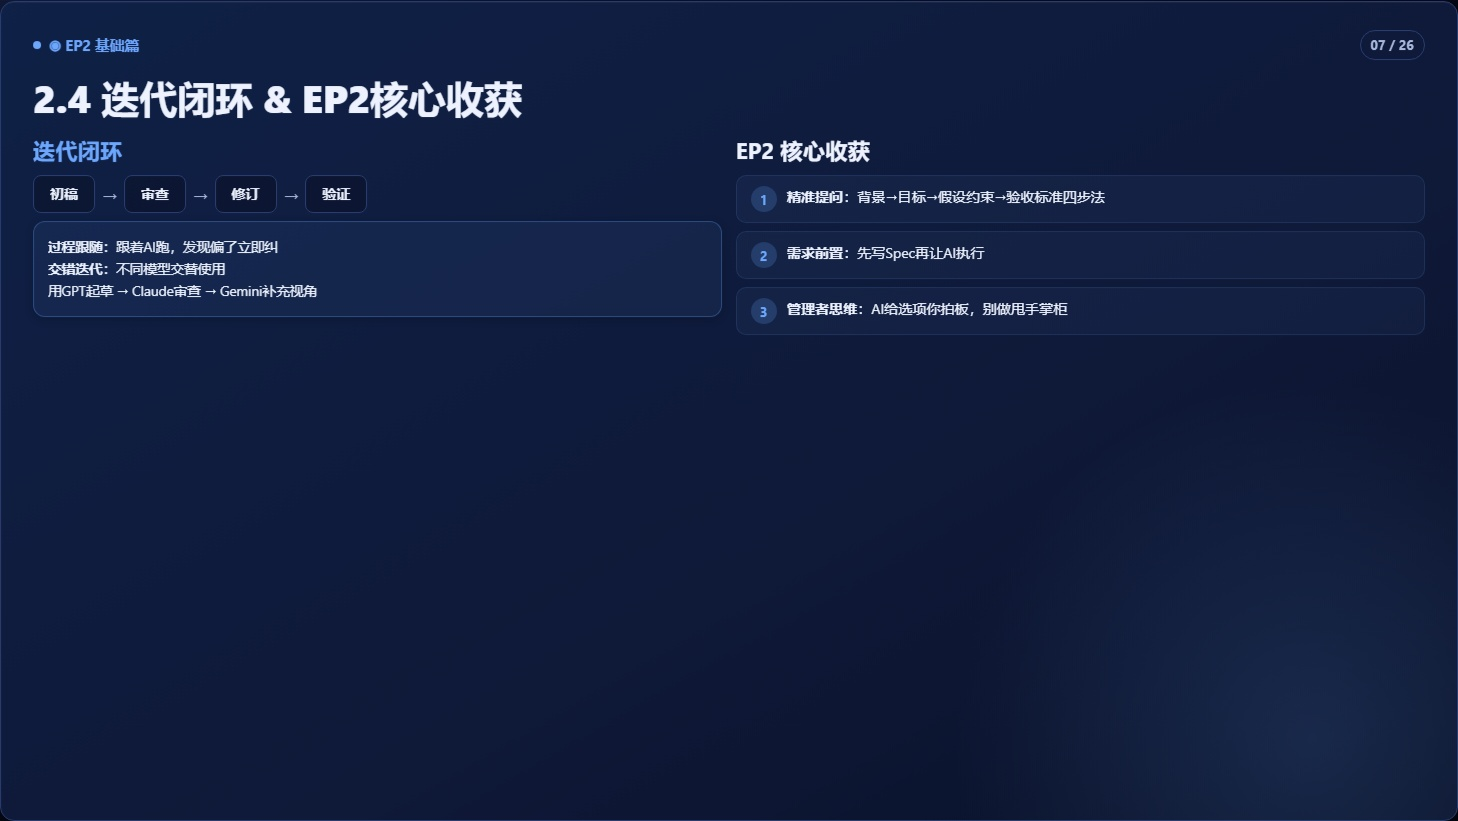 EP2 基础篇
07 / 26
2.4 迭代闭环 & EP2核心收获
迭代闭环
初稿 → 审查 → 修订 → 验证
过程跟随：跟着AI跑，发现偏了立即纠
交错迭代：不同模型交替使用
用GPT起草 → Claude审查 → Gemini补充视角
EP2 核心收获
1 精准提问：背景→目标→假设约束→验收标准四步法
2 需求前置：先写Spec再让AI执行
3 管理者思维：AI给选项你拍板，别做甩手掌柜